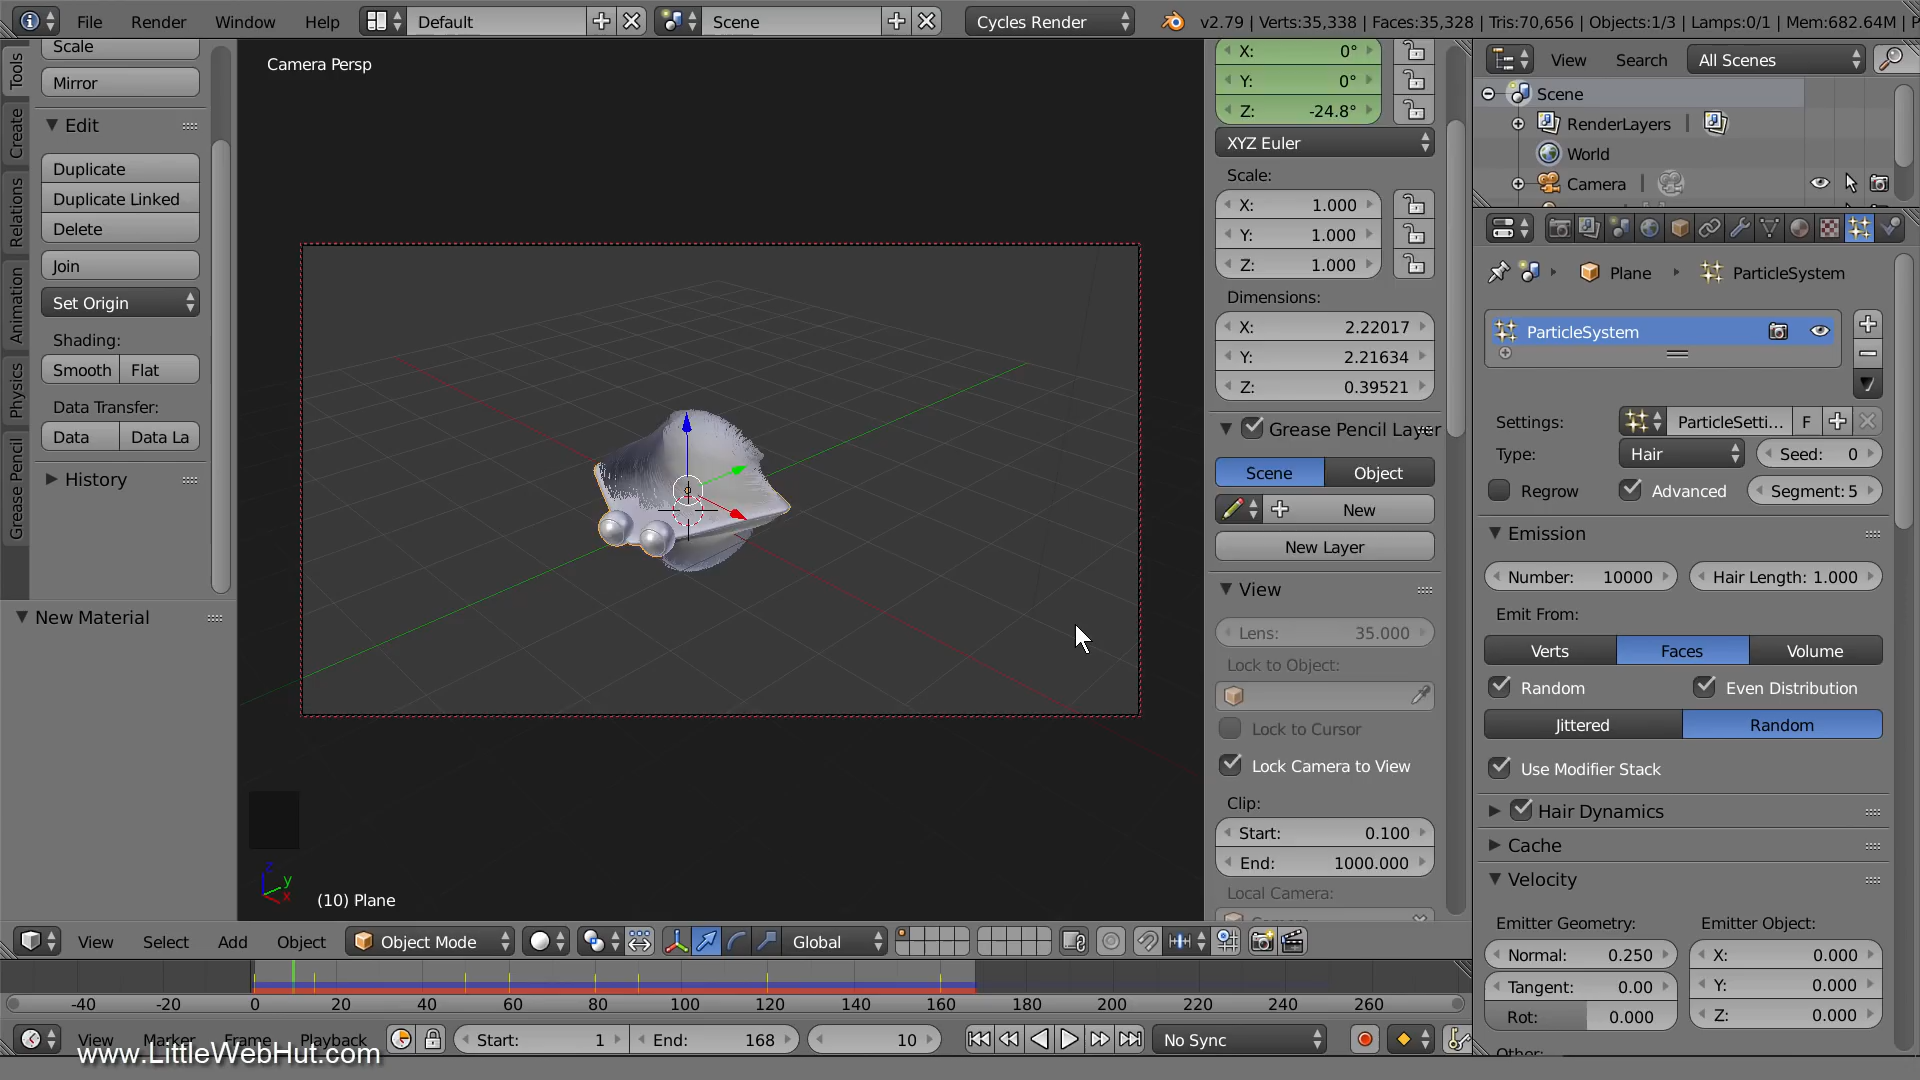 File Render Window Help Default Scene Cycles Render v2.79 | Verts:35,338 | Faces:35,328 | Tris:70,656 | Objects:1/3 | Lamps:0/1 | Mem:682.64M | P
Tools
Create
Relations
Animation
Physics
Grease Pencil
Scale
Mirror
Edit
Duplicate
Duplicate Linked
Delete
Join
Set Origin
Shading:
Smooth Flat
Data Transfer:
Data Data La
History
New Material
Camera Persp
z
y
x
(10) Plane
X: 0°
Y: 0°
Z: -24.8°
XYZ Euler
Scale:
X: 1.000
Y: 1.000
Z: 1.000
Dimensions:
X: 2.22017
Y: 2.21634
Z: 0.39521
Grease Pencil Layer
Scene Object
New
New Layer
View
Lens: 35.000
Lock to Object:
Lock to Cursor
Lock Camera to View
Clip:
Start: 0.100
End: 1000.000
Local Camera:
View Search All Scenes
Scene
RenderLayers
World
Camera
Plane ParticleSystem
ParticleSystem
Settings: ParticleSetti... F
Type: Hair Seed: 0
Regrow Advanced Segment: 5
Emission
Number: 10000 Hair Length: 1.000
Emit From:
Verts Faces Volume
Random Even Distribution
Jittered Random
Use Modifier Stack
Hair Dynamics
Cache
Velocity
Emitter Geometry: Emitter Object:
Normal: 0.250 X: 0.000
Tangent: 0.00 Y: 0.000
Rot: 0.000 Z: 0.000
Other:
View Select Add Object Object Mode Global
-40 -20 0 20 40 60 80 100 120 140 160 180 200 220 240 260
View Marker Frame Playback Start: 1 End: 168 10 No Sync
www.LittleWebHut.com